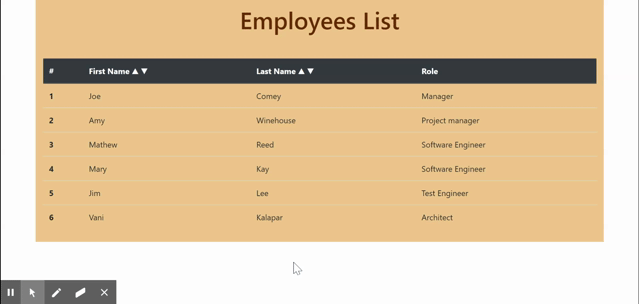 Employees List
# First Name ▲ ▼ Last Name ▲ ▼ Role
1 Joe Comey Manager
2 Amy Winehouse Project manager
3 Mathew Reed Software Engineer
4 Mary Kay Software Engineer
5 Jim Lee Test Engineer
6 Vani Kalapar Architect